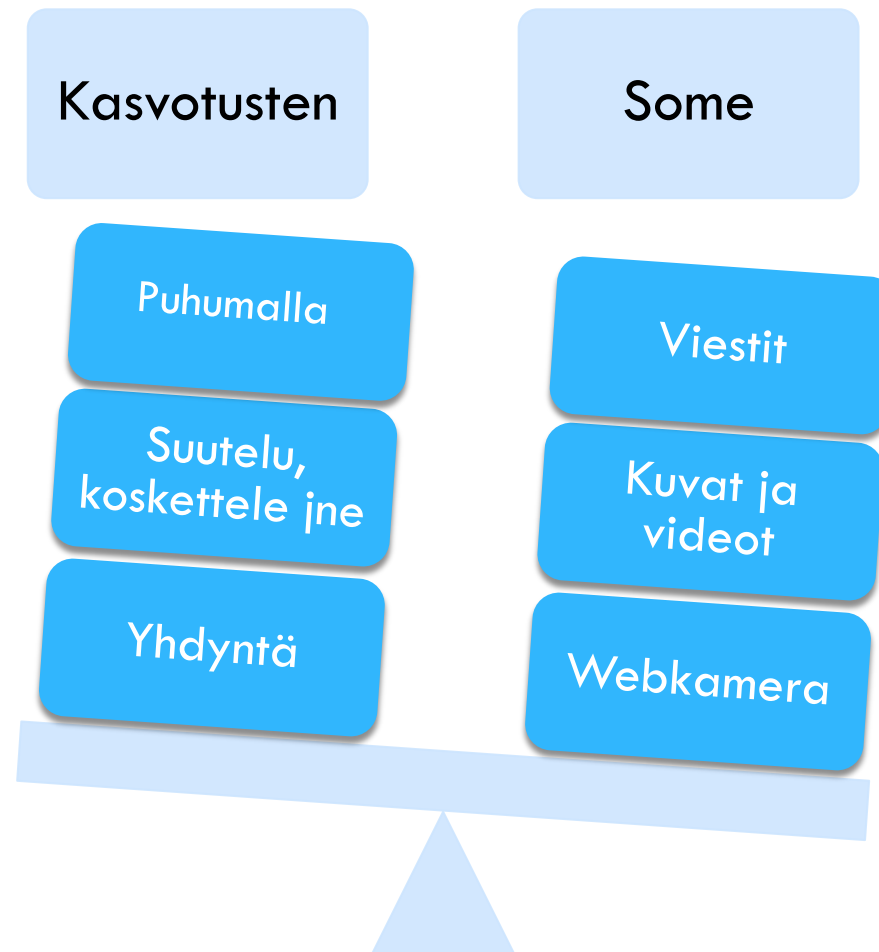 Kasvotusten
Some
Puhumalla
Suutelu,
koskettele jne
Yhdyntä
Viestit
Kuvat ja
videot
Webkamera